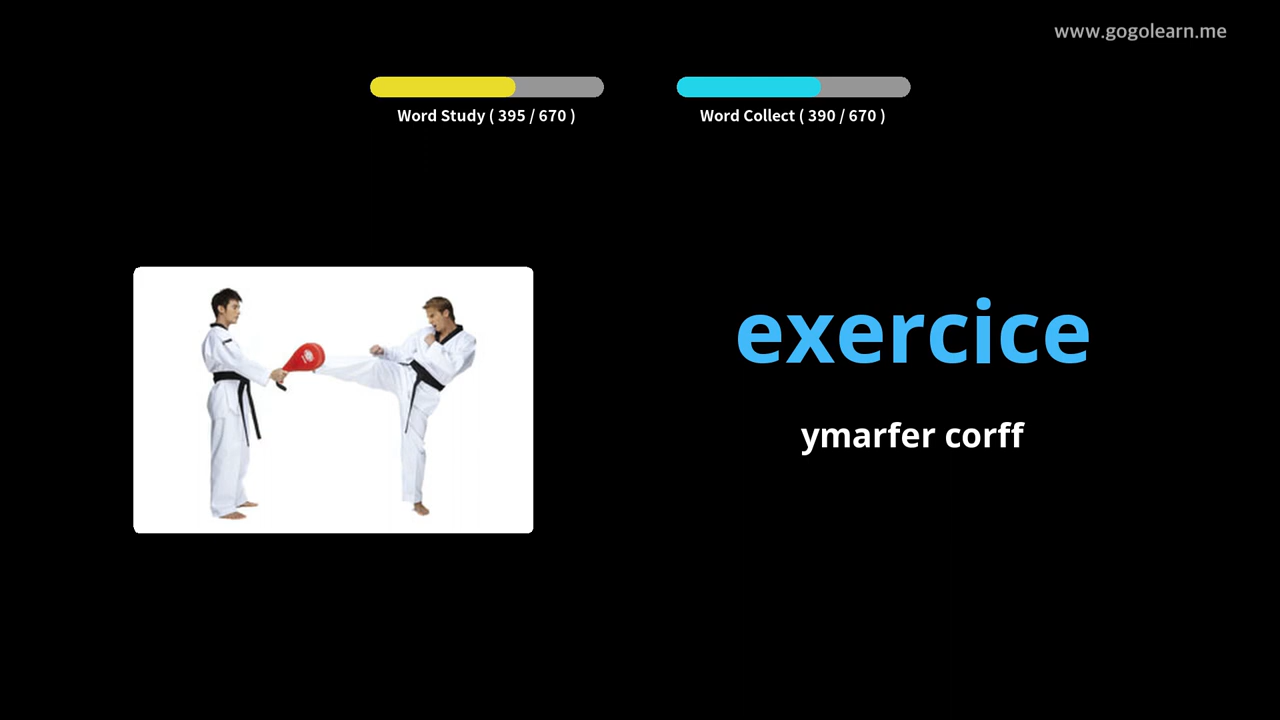 www.gogolearn.me
Word Study ( 395 / 670 )
Word Collect ( 390 / 670 )
exercice
ymarfer corff